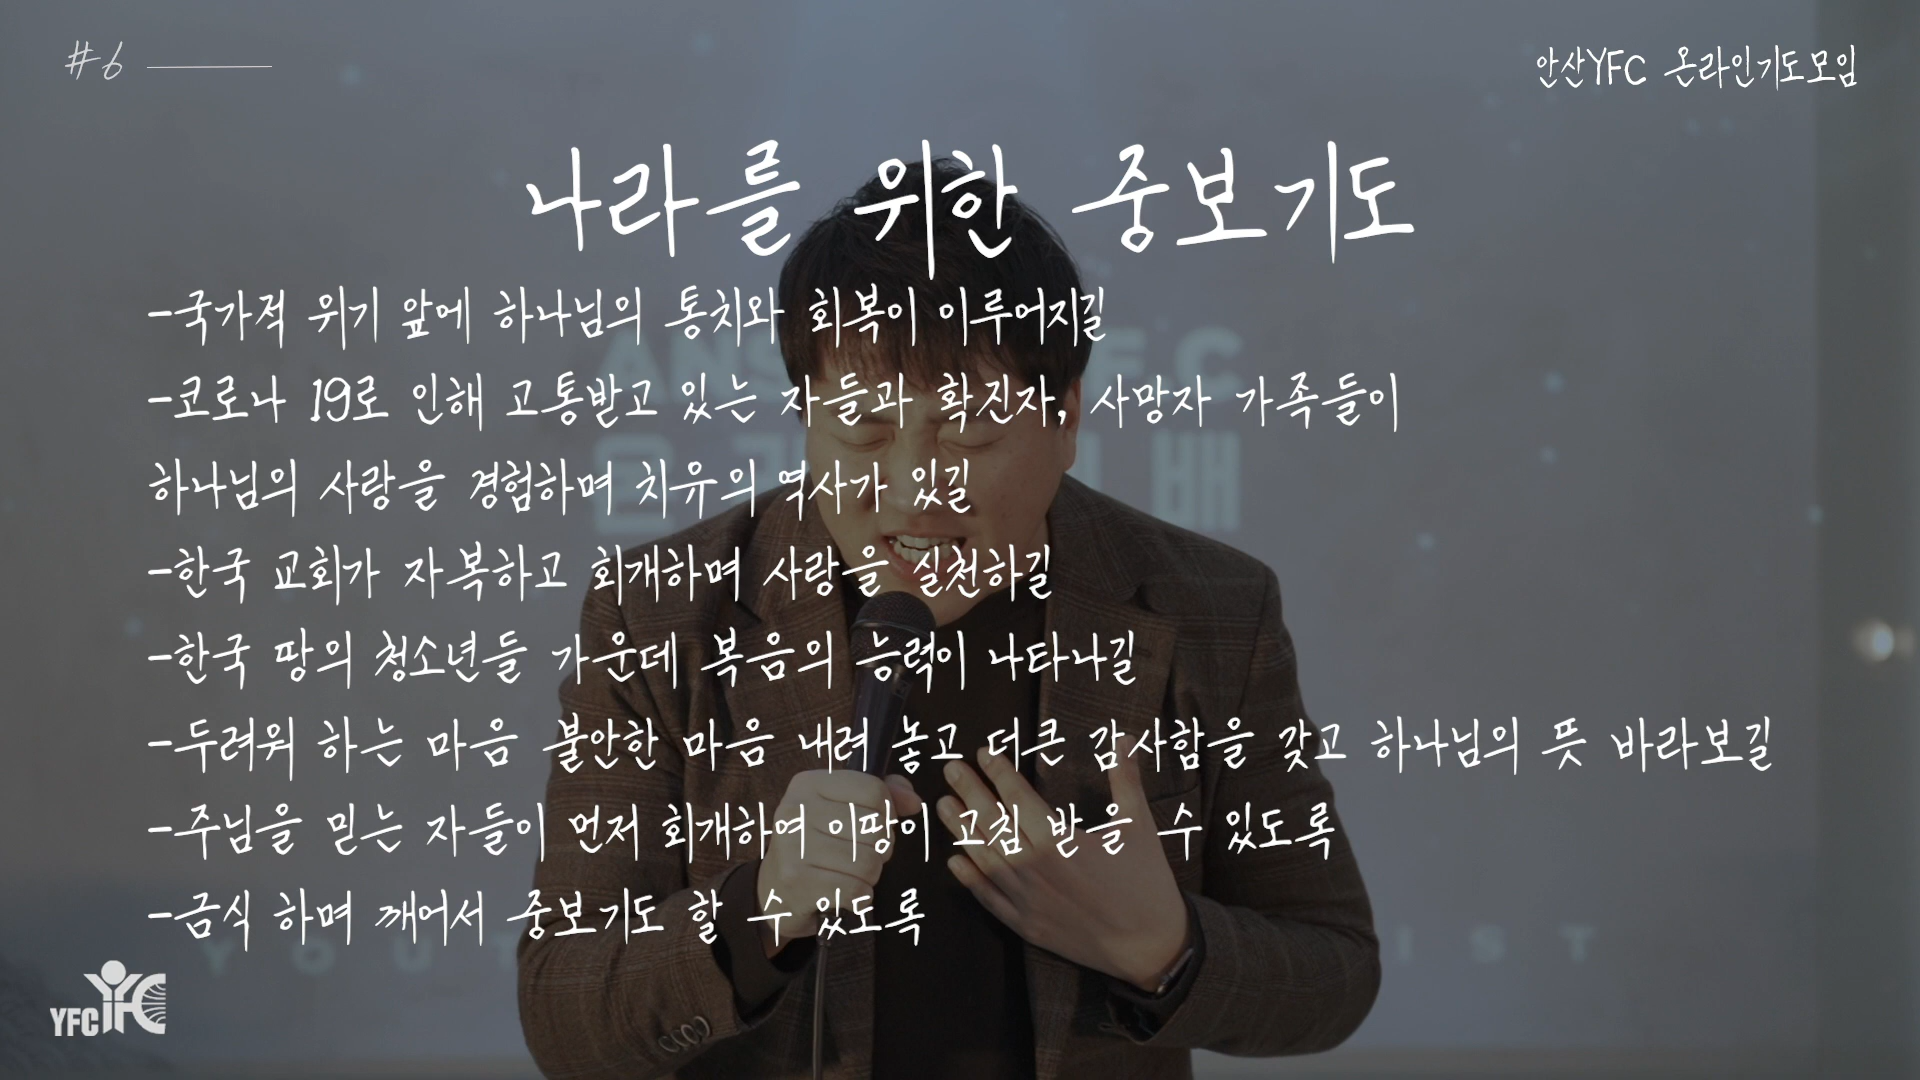 #6
안산YFC 온라인기도모임
나라를 위한 중보기도
-국가적 위기 앞에 하나님의 통치와 회복이 이루어지길
-코로나 19로 인해 고통받고 있는 자들과 확진자, 사망자 가족들이
하나님의 사랑을 경험하며 치유의 역사가 있길
-한국 교회가 자복하고 회개하며 사랑을 실천하길
-한국 땅의 청소년들 가운데 복음의 능력이 나타나길
-두려워 하는 마음 불안한 마음 내려 놓고 더큰 감사함을 갖고 하나님의 뜻 바라보길
-주님을 믿는 자들이 먼저 회개하여 이땅이 고침 받을 수 있도록
-금식 하며 깨어서 중보기도 할 수 있도록
YFC